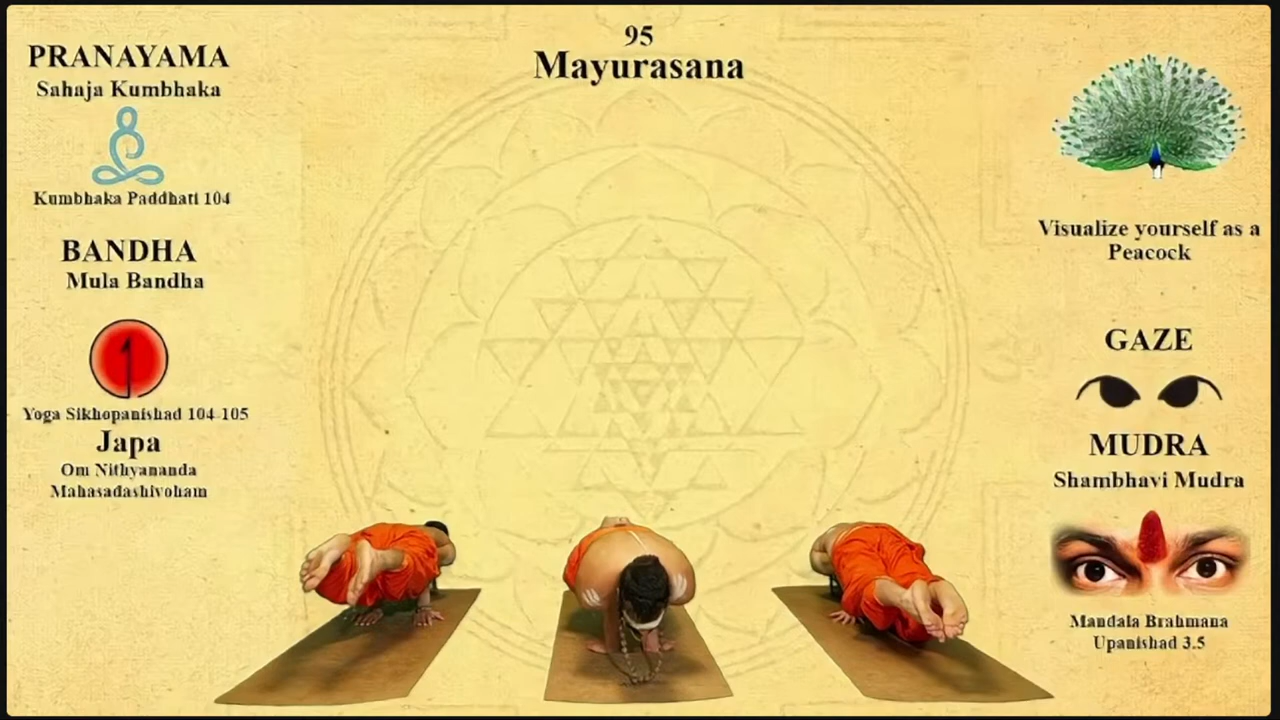 95
Mayurasana
PRANAYAMA
Sahaja Kumbhaka
Kumbhaka Paddhati 104
BANDHA
Mula Bandha
Yoga Sikhopanishad 104-105
Japa
Om Nithyananda
Mahasadashivoham
Visualize yourself as a
Peacock
GAZE
MUDRA
Shambhavi Mudra
Mandala Brahmana
Upanishad 3.5